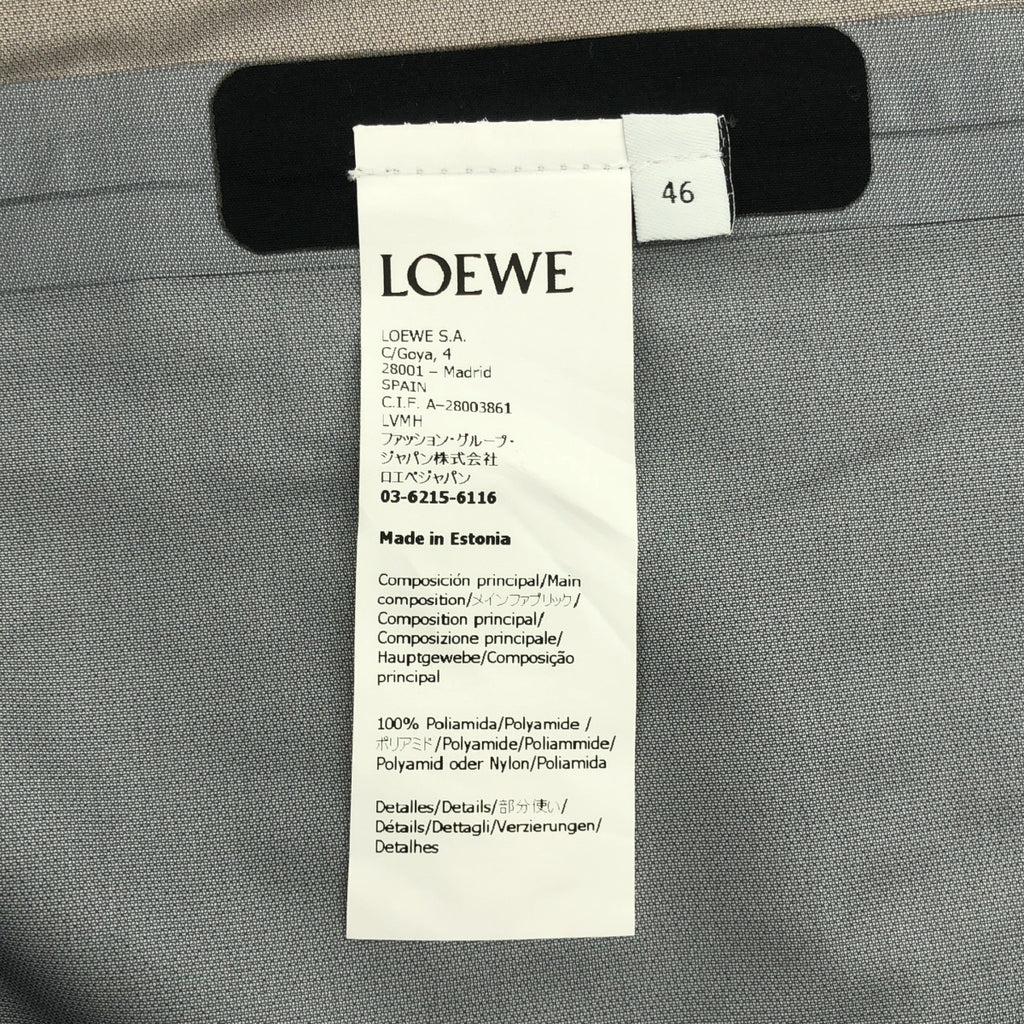 46
LOEWE
LOEWE S.A.
C/Goya, 4
28001 – Madrid
SPAIN
C.I.F. A–28003861
LVMH
ファッション・グループ・
ジャパン株式会社
ロエベジャパン
03-6215-6116
Made in Estonia
Composición principal/Main
composition/メインファブリック/
Composition principal/
Composizione principale/
Hauptgewebe/Composição
principal
100% Poliamida/Polyamide /
ポリアミド/Polyamide/Poliammide/
Polyamid oder Nylon/Poliamida
Detalles/Details/部分使い/
Détails/Dettagli/Verzierungen/
Detalhes